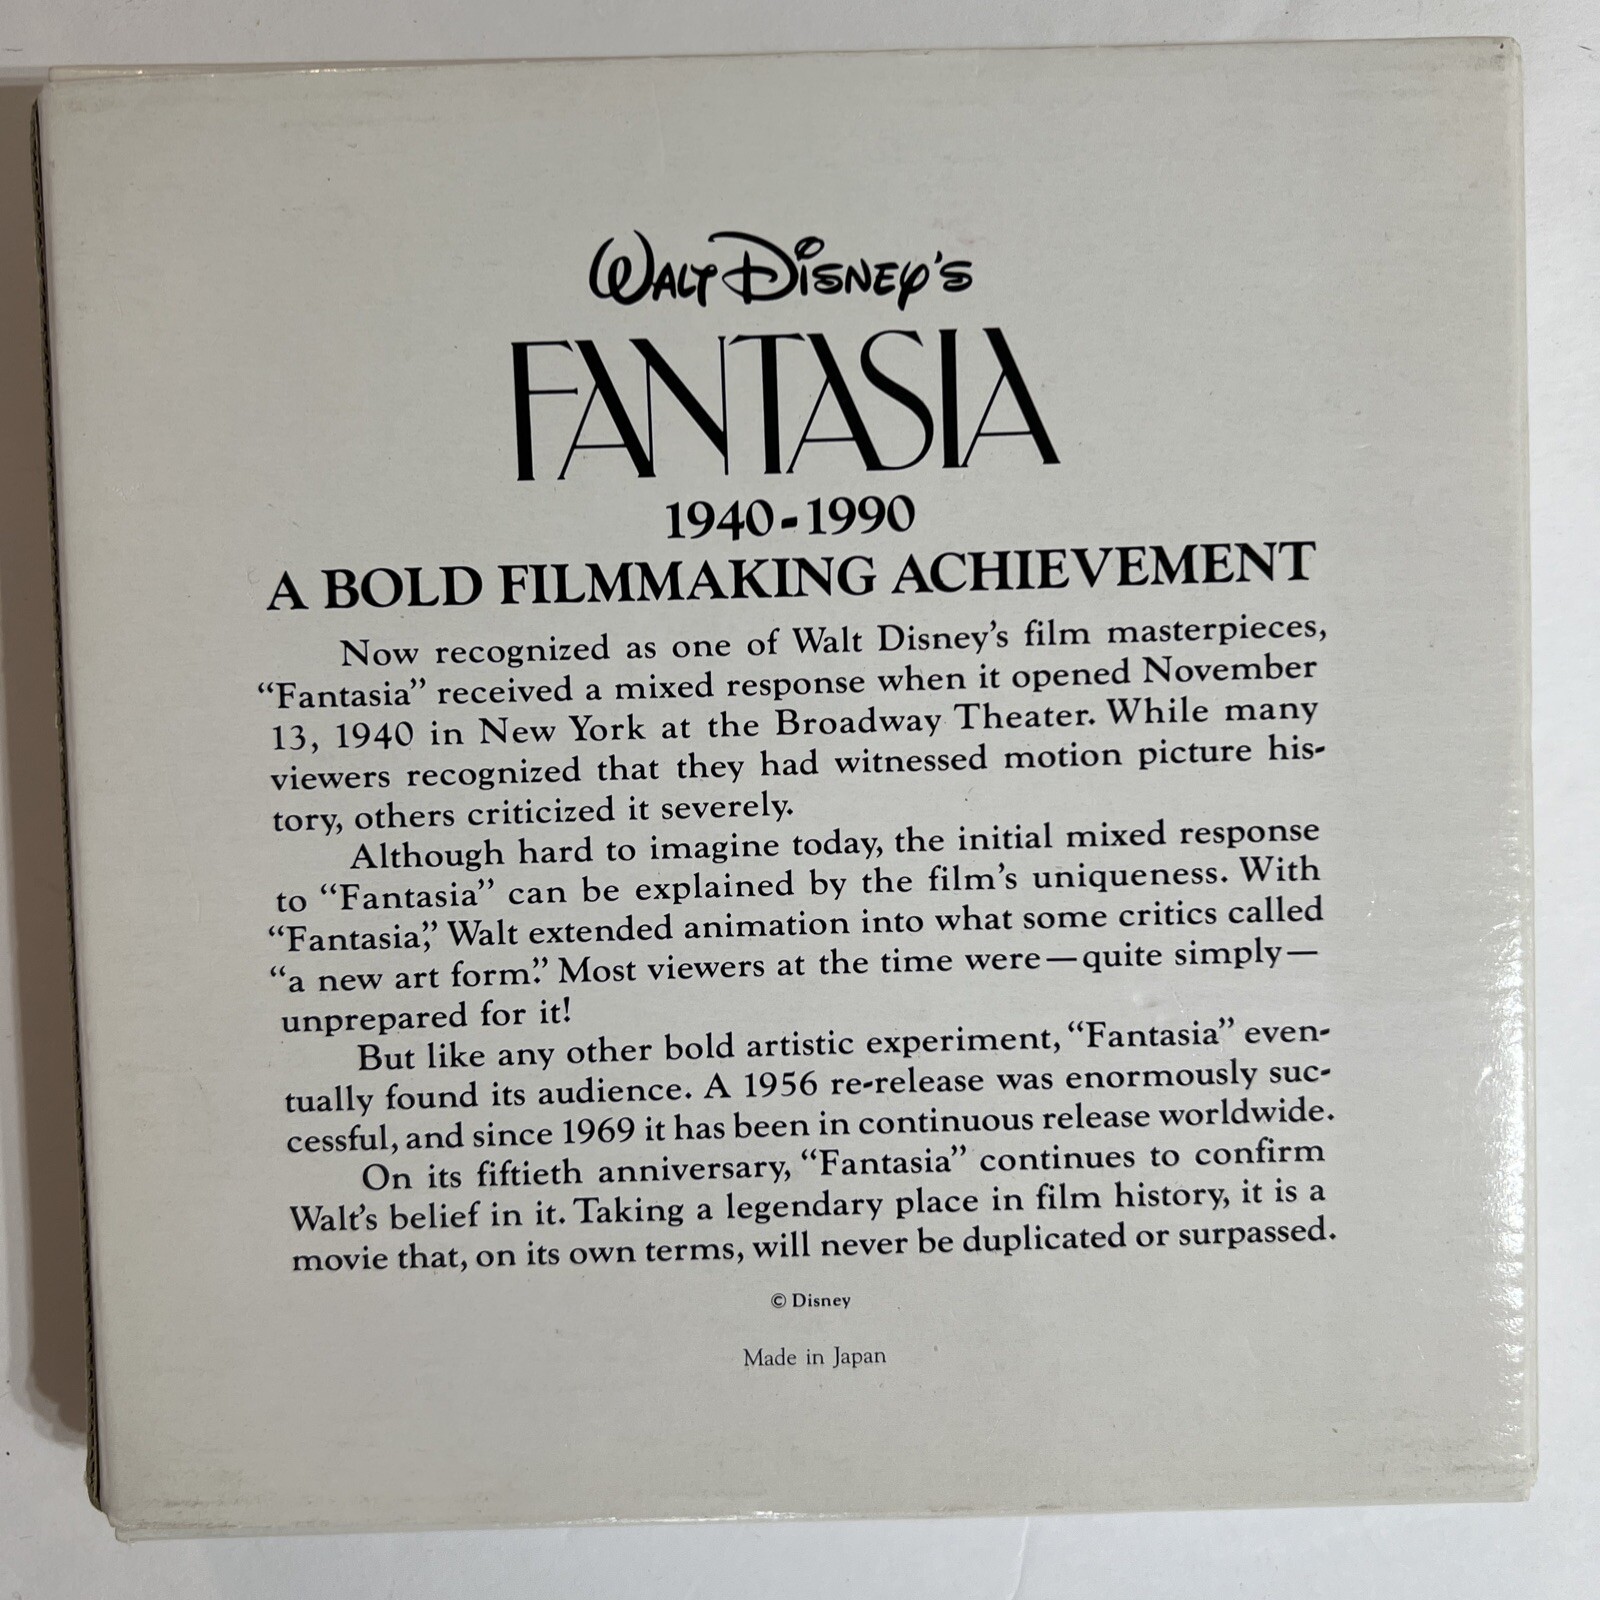 WALT DISNEY'S
FANTASIA
1940-1990
A BOLD FILMMAKING ACHIEVEMENT
Now recognized as one of Walt Disney's film masterpieces,
“Fantasia” received a mixed response when it opened November
13, 1940 in New York at the Broadway Theater. While many
viewers recognized that they had witnessed motion picture his-
tory, others criticized it severely.
Although hard to imagine today, the initial mixed response
to “Fantasia” can be explained by the film's uniqueness. With
“Fantasia,” Walt extended animation into what some critics called
“a new art form.” Most viewers at the time were—quite simply—
unprepared for it!
But like any other bold artistic experiment, “Fantasia” even-
tually found its audience. A 1956 re-release was enormously suc-
cessful, and since 1969 it has been in continuous release worldwide.
On its fiftieth anniversary, “Fantasia” continues to confirm
Walt's belief in it. Taking a legendary place in film history, it is a
movie that, on its own terms, will never be duplicated or surpassed.
© Disney
Made in Japan